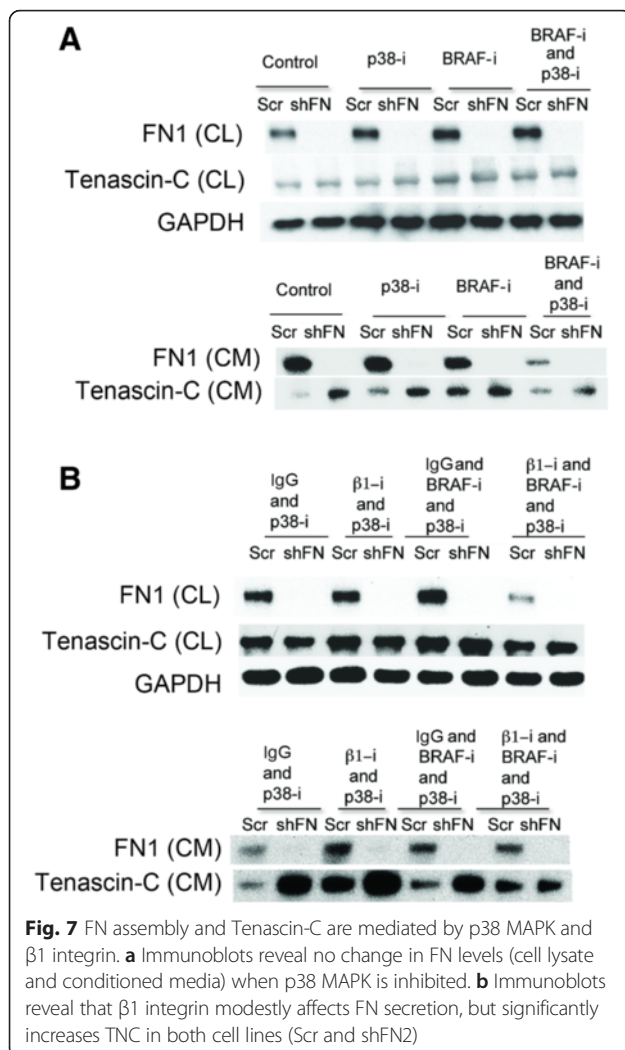 A
Control p38-i BRAF-i BRAF-i and p38-i
Scr shFN Scr shFN Scr shFN Scr shFN
FN1 (CL)
Tenascin-C (CL)
GAPDH
Control p38-i BRAF-i BRAF-i and p38-i
Scr shFN Scr shFN Scr shFN Scr shFN
FN1 (CM)
Tenascin-C (CM)
B
IgG and p38-i β1-i and p38-i IgG and BRAF-i and p38-i β1-i and BRAF-i and p38-i
Scr shFN Scr shFN Scr shFN Scr shFN
FN1 (CL)
Tenascin-C (CL)
GAPDH
IgG and p38-i β1-i and p38-i IgG and BRAF-i and p38-i β1-i and BRAF-i and p38-i
Scr shFN Scr shFN Scr shFN Scr shFN
FN1 (CM)
Tenascin-C (CM)
Fig. 7 FN assembly and Tenascin-C are mediated by p38 MAPK and
β1 integrin. a Immunoblots reveal no change in FN levels (cell lysate
and conditioned media) when p38 MAPK is inhibited. b Immunoblots
reveal that β1 integrin modestly affects FN secretion, but significantly
increases TNC in both cell lines (Scr and shFN2)